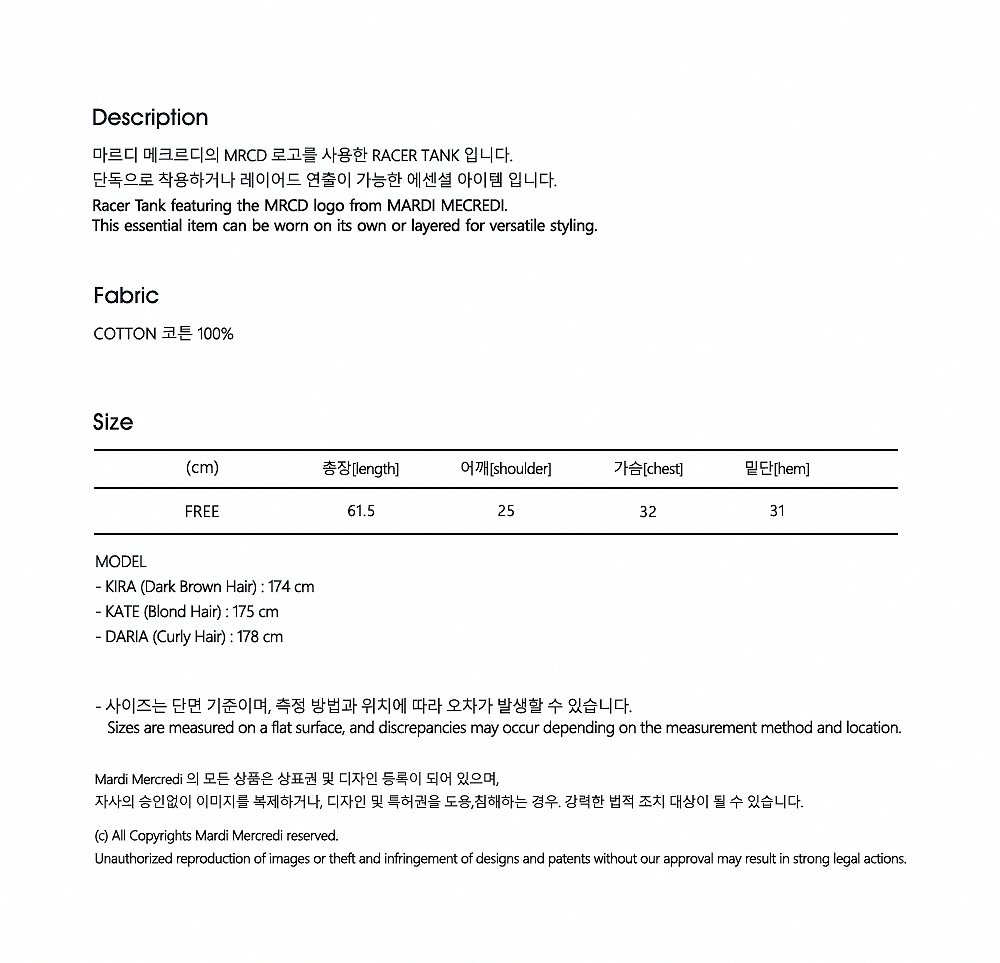 Description
마르디 메크르디의 MRCD 로고를 사용한 RACER TANK 입니다.
단독으로 착용하거나 레이어드 연출이 가능한 에센셜 아이템 입니다.
Racer Tank featuring the MRCD logo from MARDI MECREDI.
This essential item can be worn on its own or layered for versatile styling.
Fabric
COTTON 코튼 100%
Size
(cm) 총장[length] 어깨[shoulder] 가슴[chest] 밑단[hem]
FREE 61.5 25 32 31
MODEL
- KIRA (Dark Brown Hair) : 174 cm
- KATE (Blond Hair) : 175 cm
- DARIA (Curly Hair) : 178 cm
- 사이즈는 단면 기준이며, 측정 방법과 위치에 따라 오차가 발생할 수 있습니다.
Sizes are measured on a flat surface, and discrepancies may occur depending on the measurement method and location.
Mardi Mercredi 의 모든 상품은 상표권 및 디자인 등록이 되어 있으며,
자사의 승인없이 이미지를 복제하거나, 디자인 및 특허권을 도용,침해하는 경우. 강력한 법적 조치 대상이 될 수 있습니다.
(c) All Copyrights Mardi Mercredi reserved.
Unauthorized reproduction of images or theft and infringement of designs and patents without our approval may result in strong legal actions.